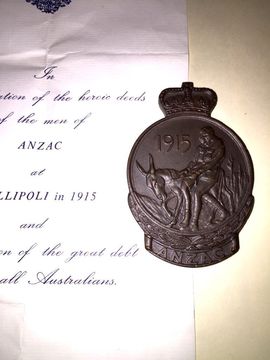 In
ation of the heroic deeds
of the men of
ANZAC
at
LLIPOLI in 1915
and
on of the great debt
all Australians.
1915
ANZAC